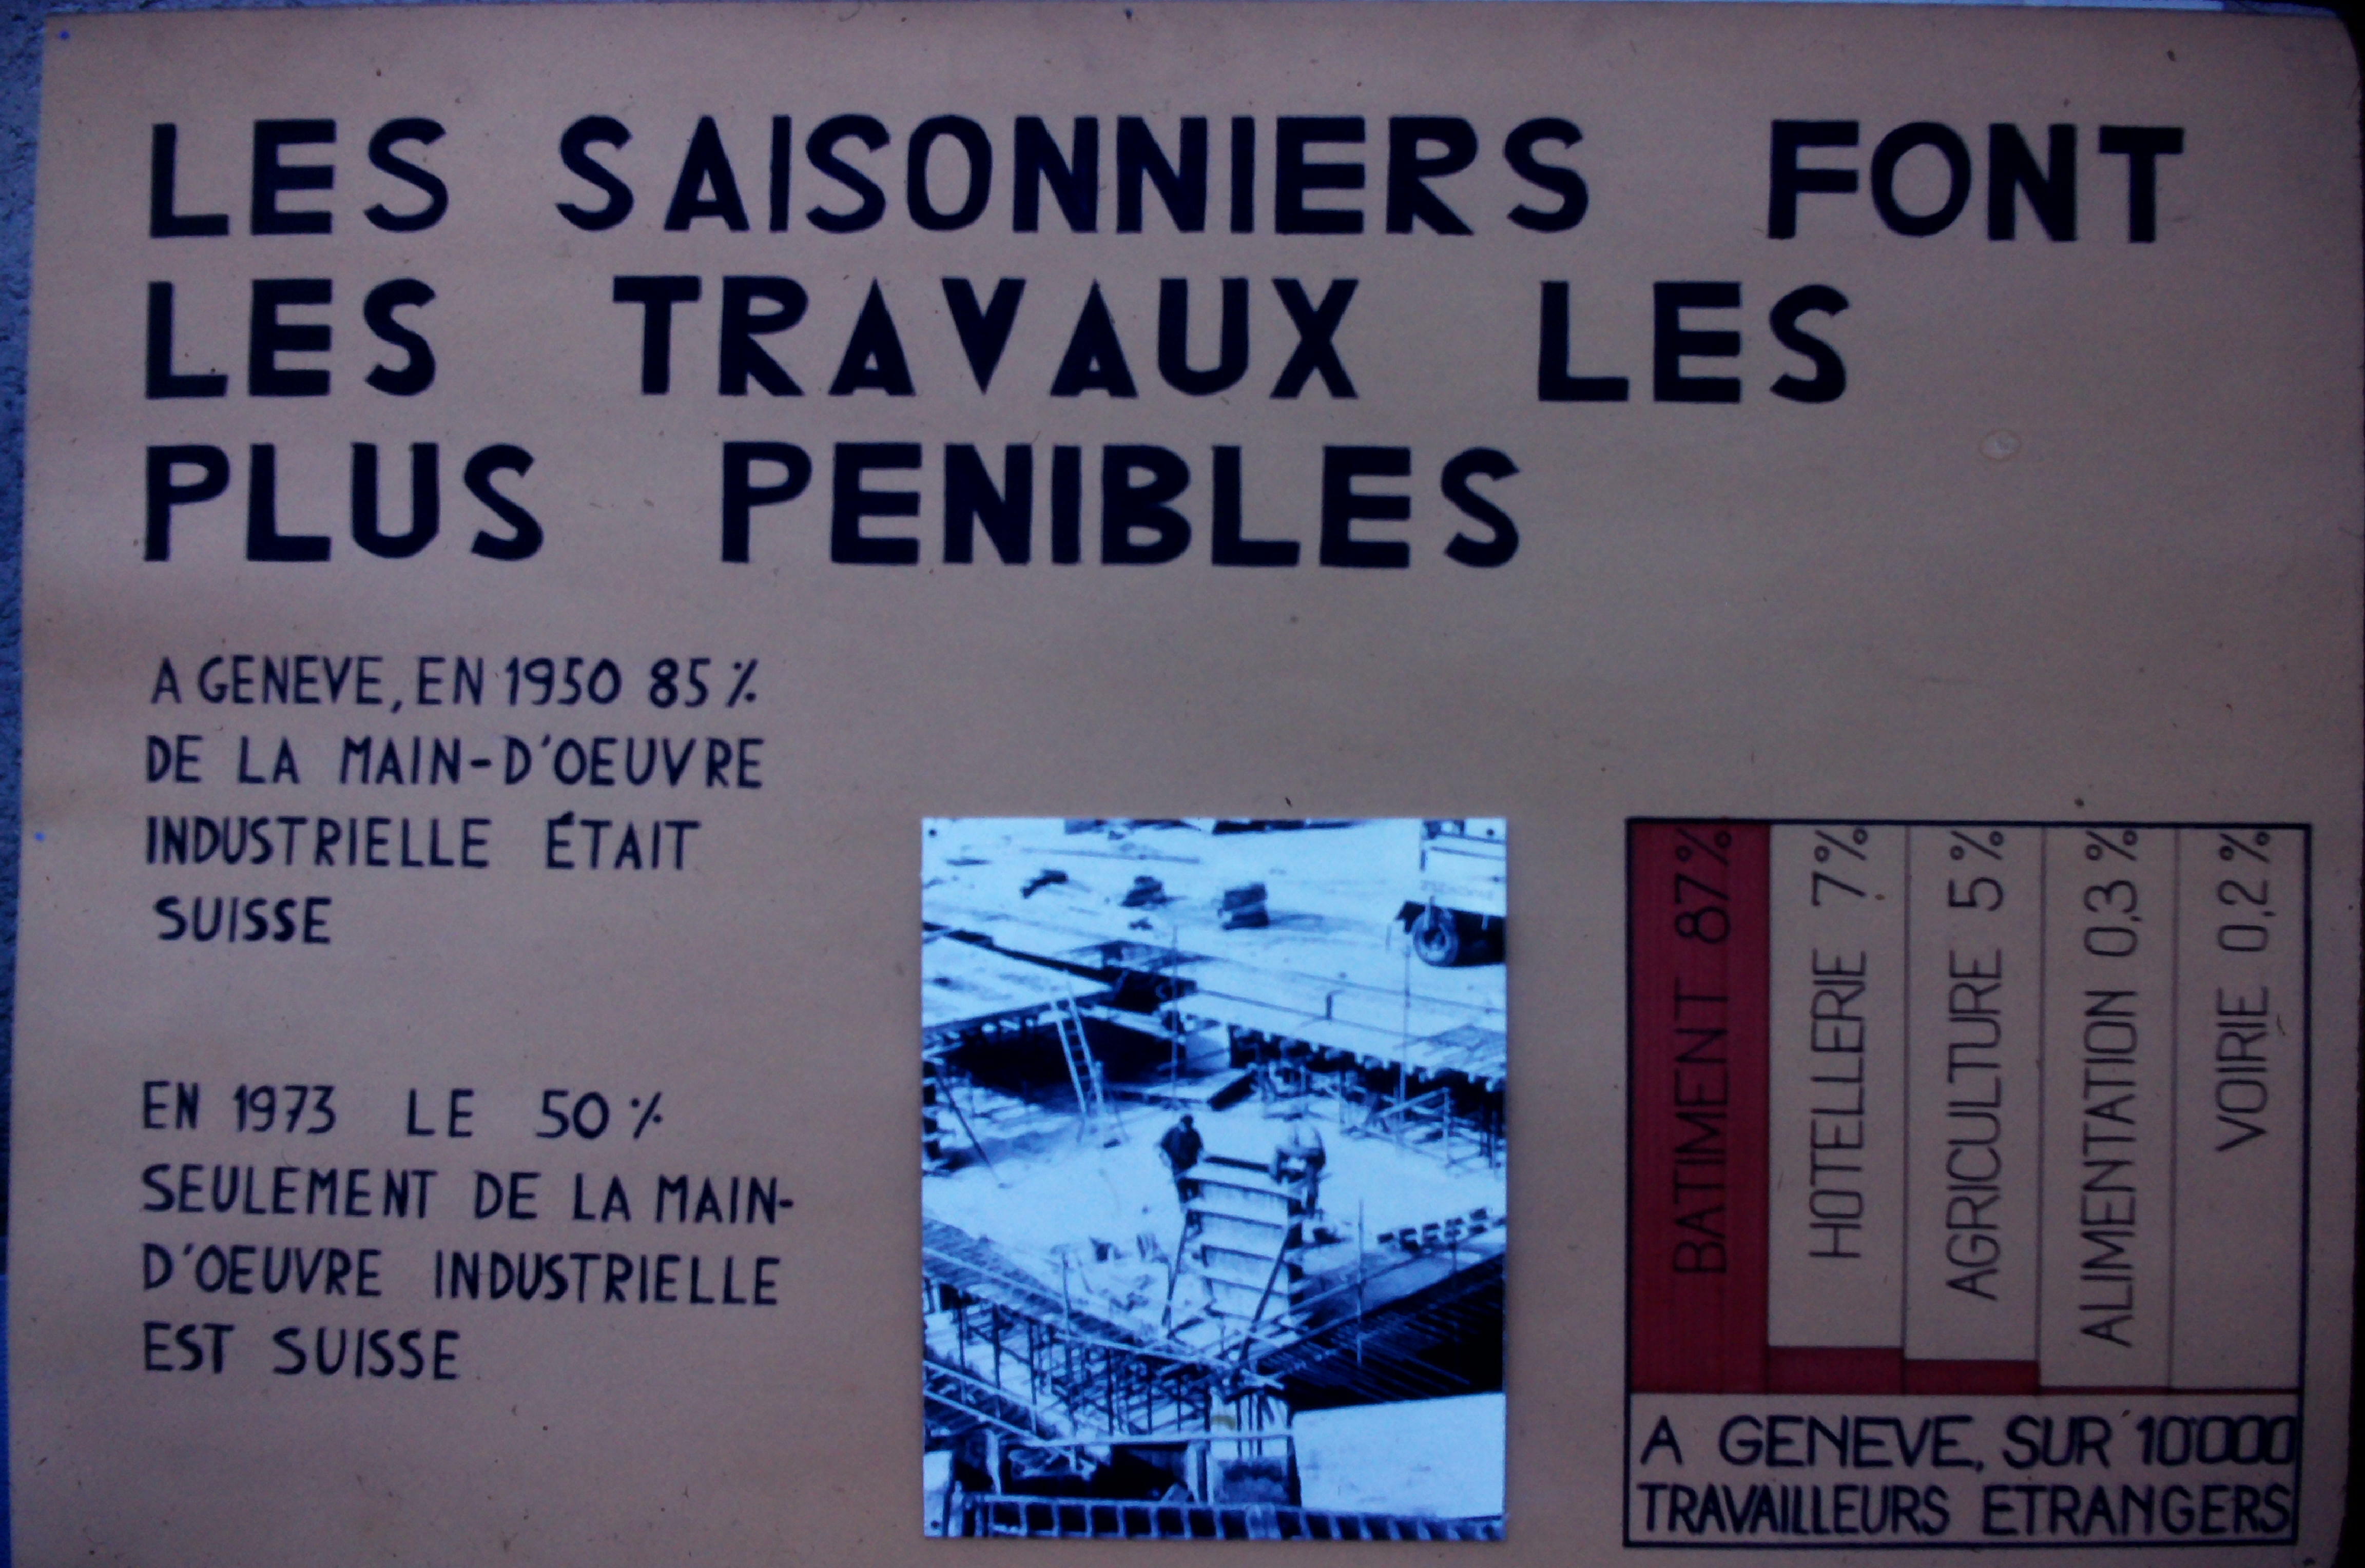 LES SAISONNIERS FONT
LES TRAVAUX LES
PLUS PENIBLES
A GENEVE, EN 1950 85 %
DE LA MAIN-D'OEUVRE
INDUSTRIELLE ÉTAIT
SUISSE
EN 1973 LE 50 %
SEULEMENT DE LA MAIN-
D'OEUVRE INDUSTRIELLE
EST SUISSE
BATIMENT 87%
HOTELLERIE 7%
AGRICULTURE 5%
ALIMENTATION 0,3%
VOIRIE 0,2%
A GENEVE, SUR 10'000
TRAVAILLEURS ETRANGERS